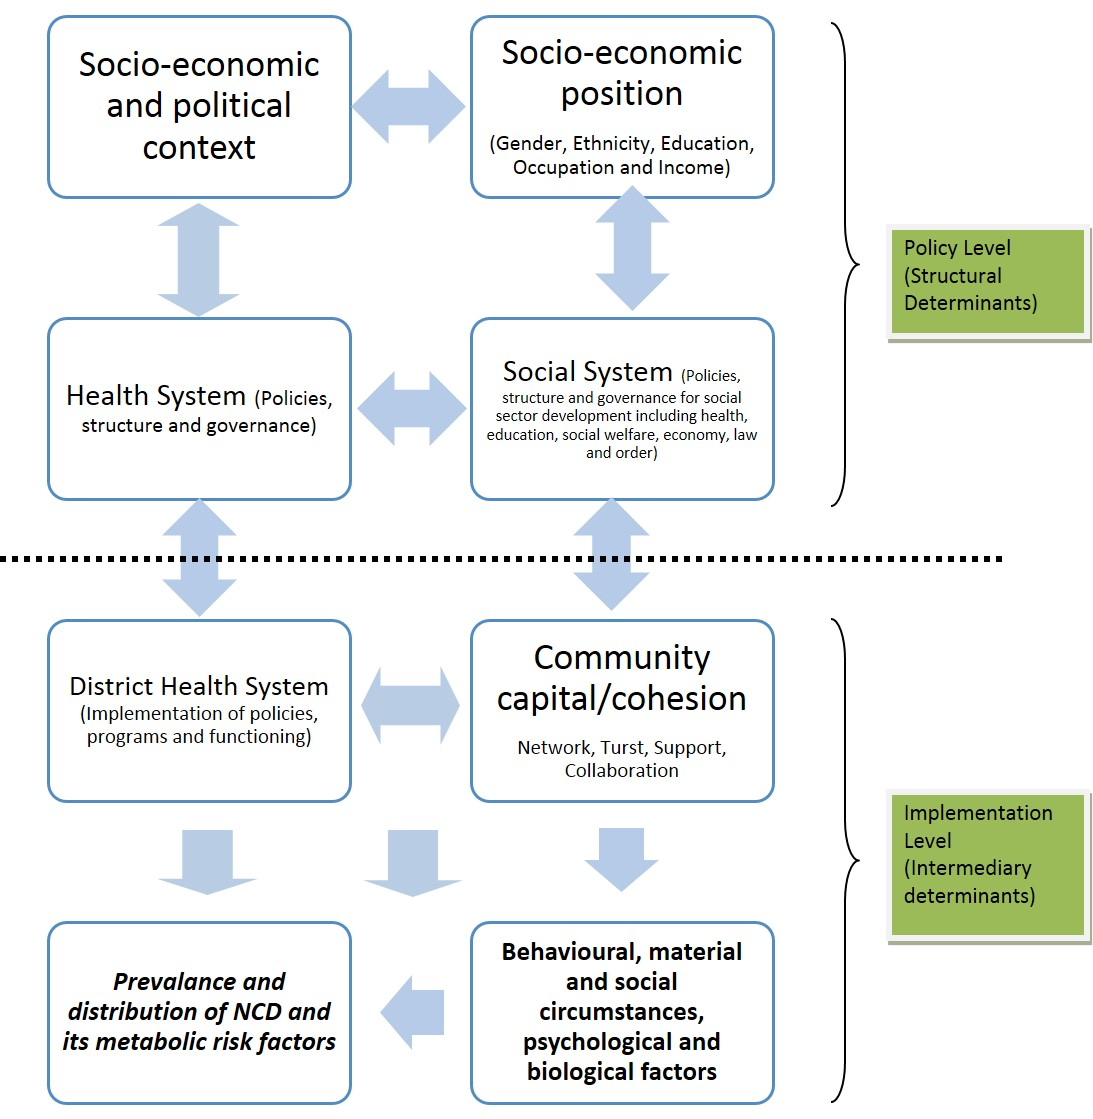 Socio-economic
and political
context
Socio-economic
position
(Gender, Ethnicity, Education,
Occupation and Income)
Policy Level
(Structural
Determinants)
Health System (Policies,
structure and governance)
Social System (Policies,
structure and governance for social
sector development including health,
education, social welfare, economy, law
and order)
District Health System
(Implementation of policies,
programs and functioning)
Community
capital/cohesion
Network, Turst, Support,
Collaboration
Implementation
Level
(Intermediary
determinants)
Prevalance and
distribution of NCD and
its metabolic risk factors
Behavioural, material
and social
circumstances,
psychological and
biological factors